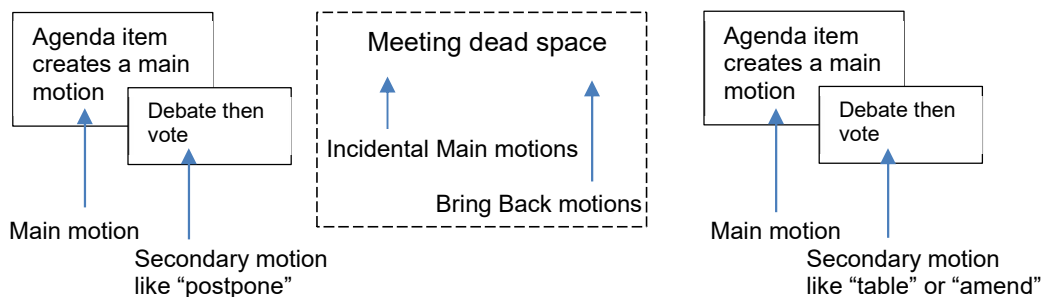 Agenda item
creates a main
motion
Debate then
vote
Main motion
Secondary motion
like “postpone”
Meeting dead space
Incidental Main motions
Bring Back motions
Agenda item
creates a main
motion
Debate then
vote
Main motion
Secondary motion
like “table” or “amend”